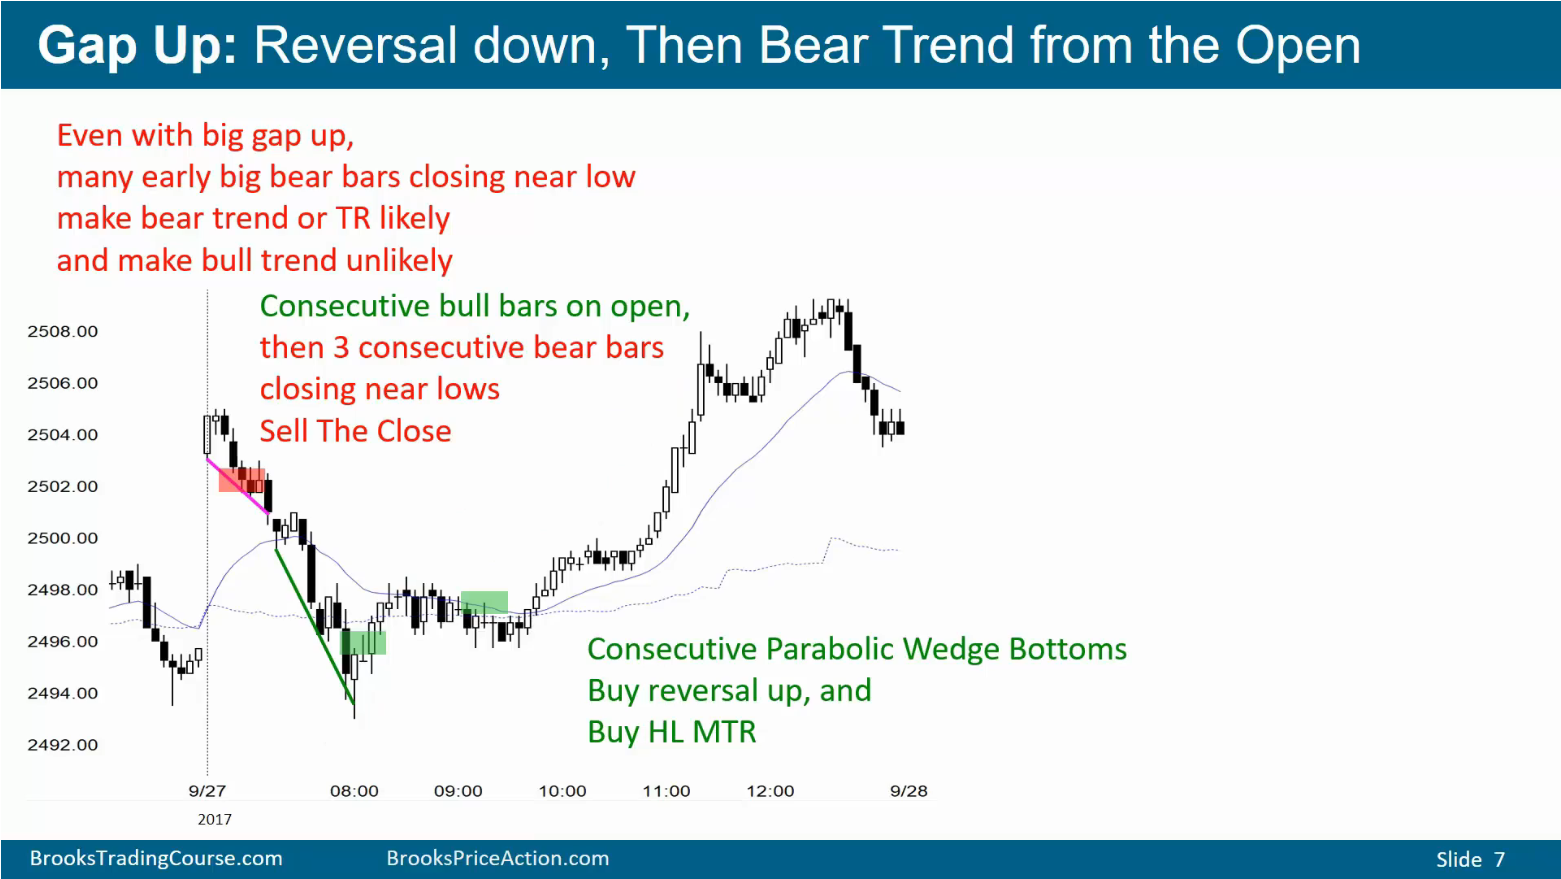 Gap Up: Reversal down, Then Bear Trend from the Open
Even with big gap up,
many early big bear bars closing near low
make bear trend or TR likely
and make bull trend unlikely
Consecutive bull bars on open,
then 3 consecutive bear bars
closing near lows
Sell The Close
2508.00
2506.00
2504.00
2502.00
2500.00
2498.00
2496.00
2494.00
2492.00
Consecutive Parabolic Wedge Bottoms
Buy reversal up, and
Buy HL MTR
9/27 08:00 09:00 10:00 11:00 12:00 9/28
2017
BrooksTradingCourse.com BrooksPriceAction.com Slide 7